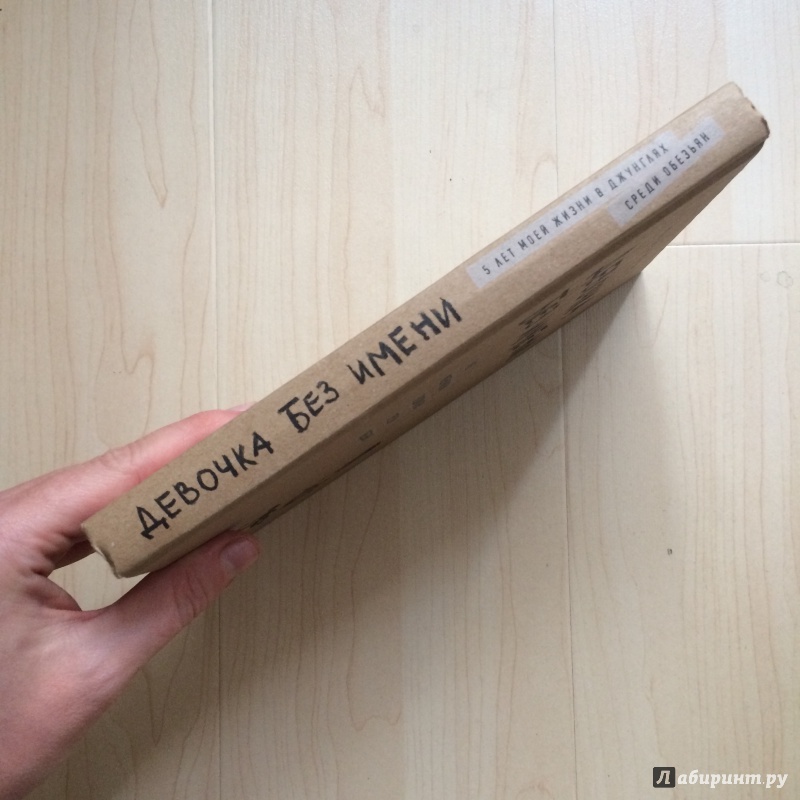 ДЕВОЧКА БЕЗ ИМЕНИ
5 ЛЕТ МОЕЙ ЖИЗНИ В ДЖУНГЛЯХ
СРЕДИ ОБЕЗЬЯН
Лабиринт.ру